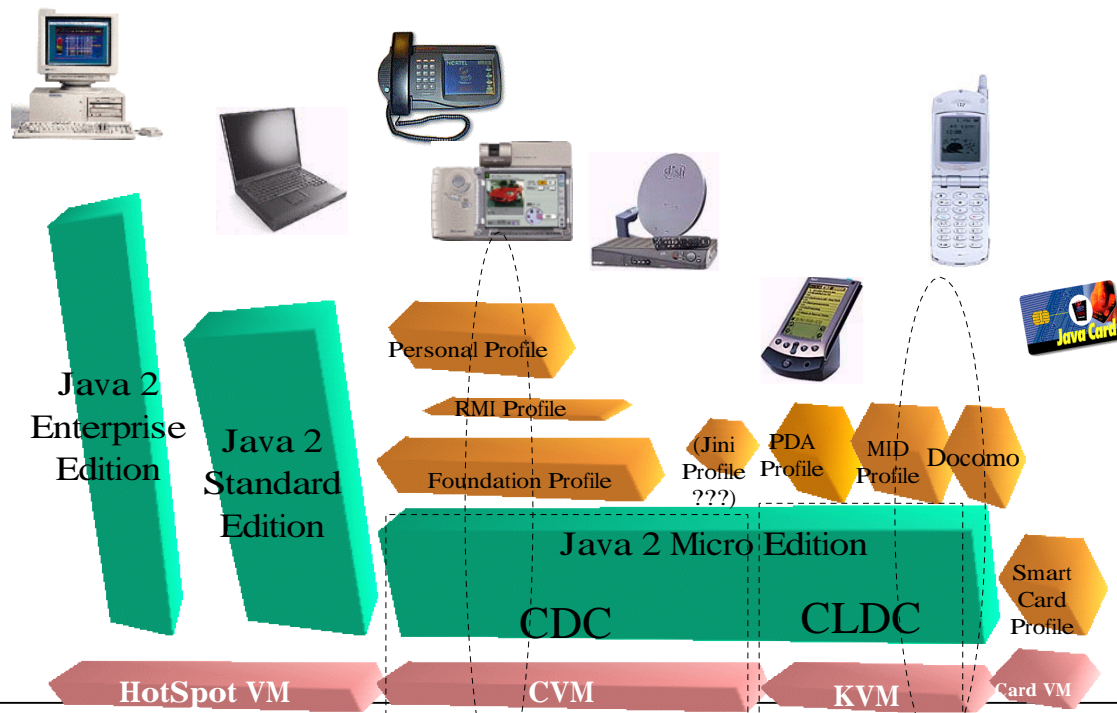 NORTEL
dish
Java Card
Personal Profile
Java 2
Enterprise
Edition
Java 2
Standard
Edition
RMI Profile
Foundation Profile
(Jini
Profile
???)
PDA
Profile
MID
Profile
Docomo
Java 2 Micro Edition
CDC
CLDC
Smart
Card
Profile
HotSpot VM
CVM
KVM
Card VM